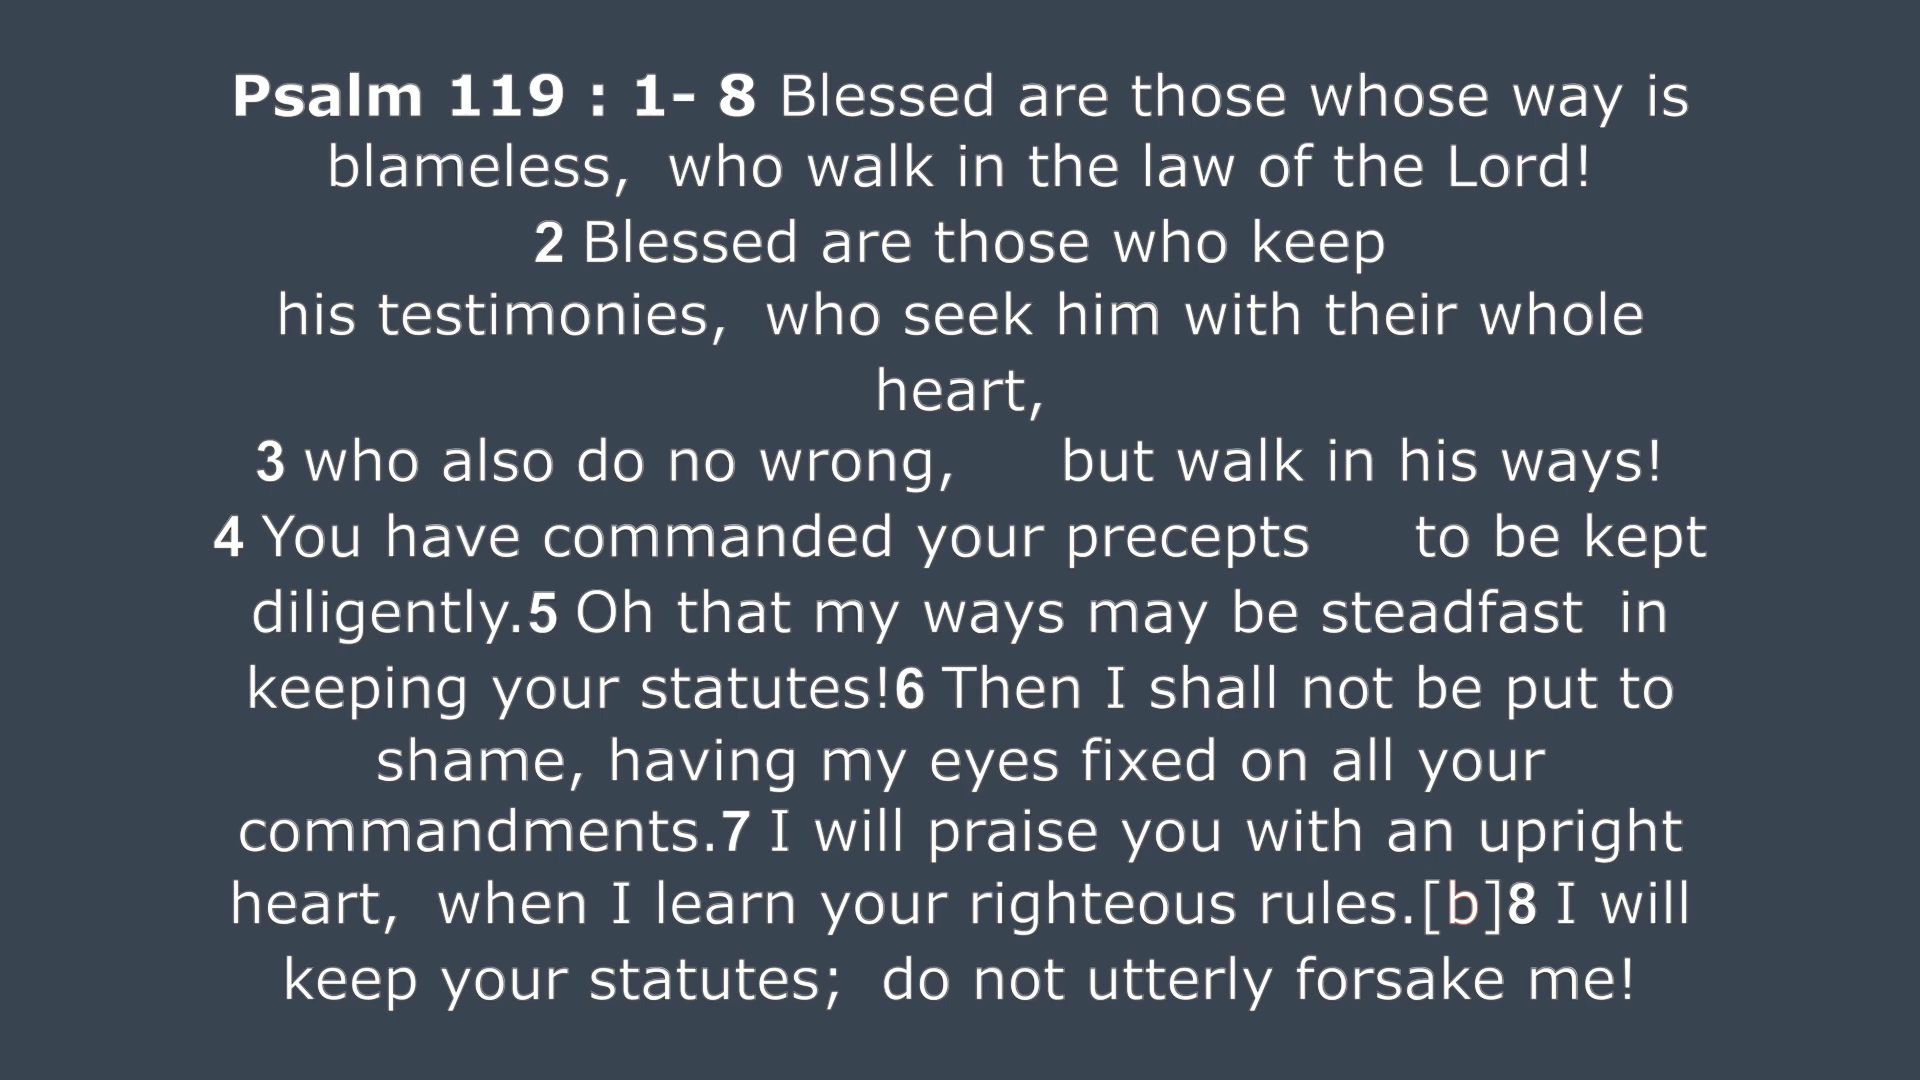 Psalm 119 : 1- 8 Blessed are those whose way is
blameless,  who walk in the law of the Lord!
2 Blessed are those who keep
his testimonies,  who seek him with their whole
heart,
3 who also do no wrong,     but walk in his ways!
4 You have commanded your precepts     to be kept
diligently.5 Oh that my ways may be steadfast  in
keeping your statutes!6 Then I shall not be put to
shame, having my eyes fixed on all your
commandments.7 I will praise you with an upright
heart,  when I learn your righteous rules.[b]8 I will
keep your statutes;  do not utterly forsake me!